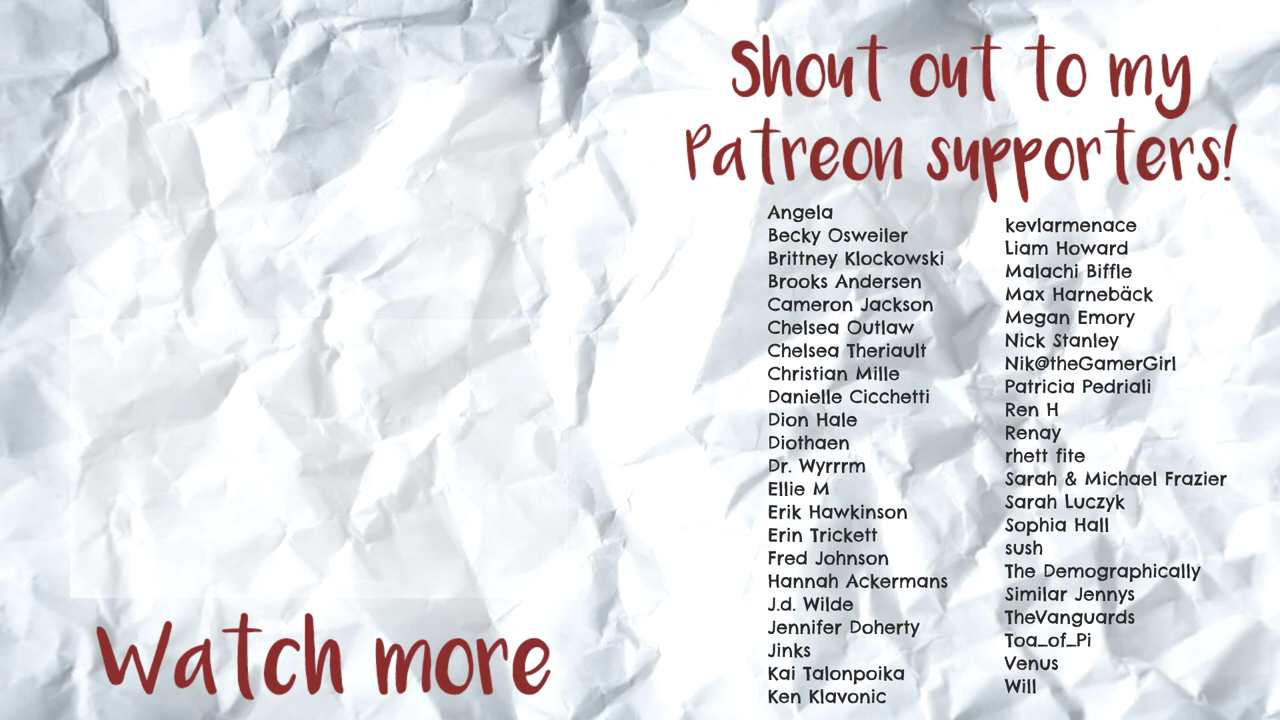 Shout out to my
Patreon supporters!
Angela
Becky Osweiler
Brittney Klockowski
Brooks Andersen
Cameron Jackson
Chelsea Outlaw
Chelsea Theriault
Christian Mille
Danielle Cicchetti
Dion Hale
Diothaen
Dr. Wyrrrm
Ellie M
Erik Hawkinson
Erin Trickett
Fred Johnson
Hannah Ackermans
J.d. Wilde
Jennifer Doherty
Jinks
Kai Talonpoika
Ken Klavonic
kevlarmenace
Liam Howard
Malachi Biffle
Max Harnebäck
Megan Emory
Nick Stanley
Nik@theGamerGirl
Patricia Pedriali
Ren H
Renay
rhett fite
Sarah & Michael Frazier
Sarah Luczyk
Sophia Hall
sush
The Demographically
Similar Jennys
TheVanguards
Toa_of_Pi
Venus
Will
Watch more